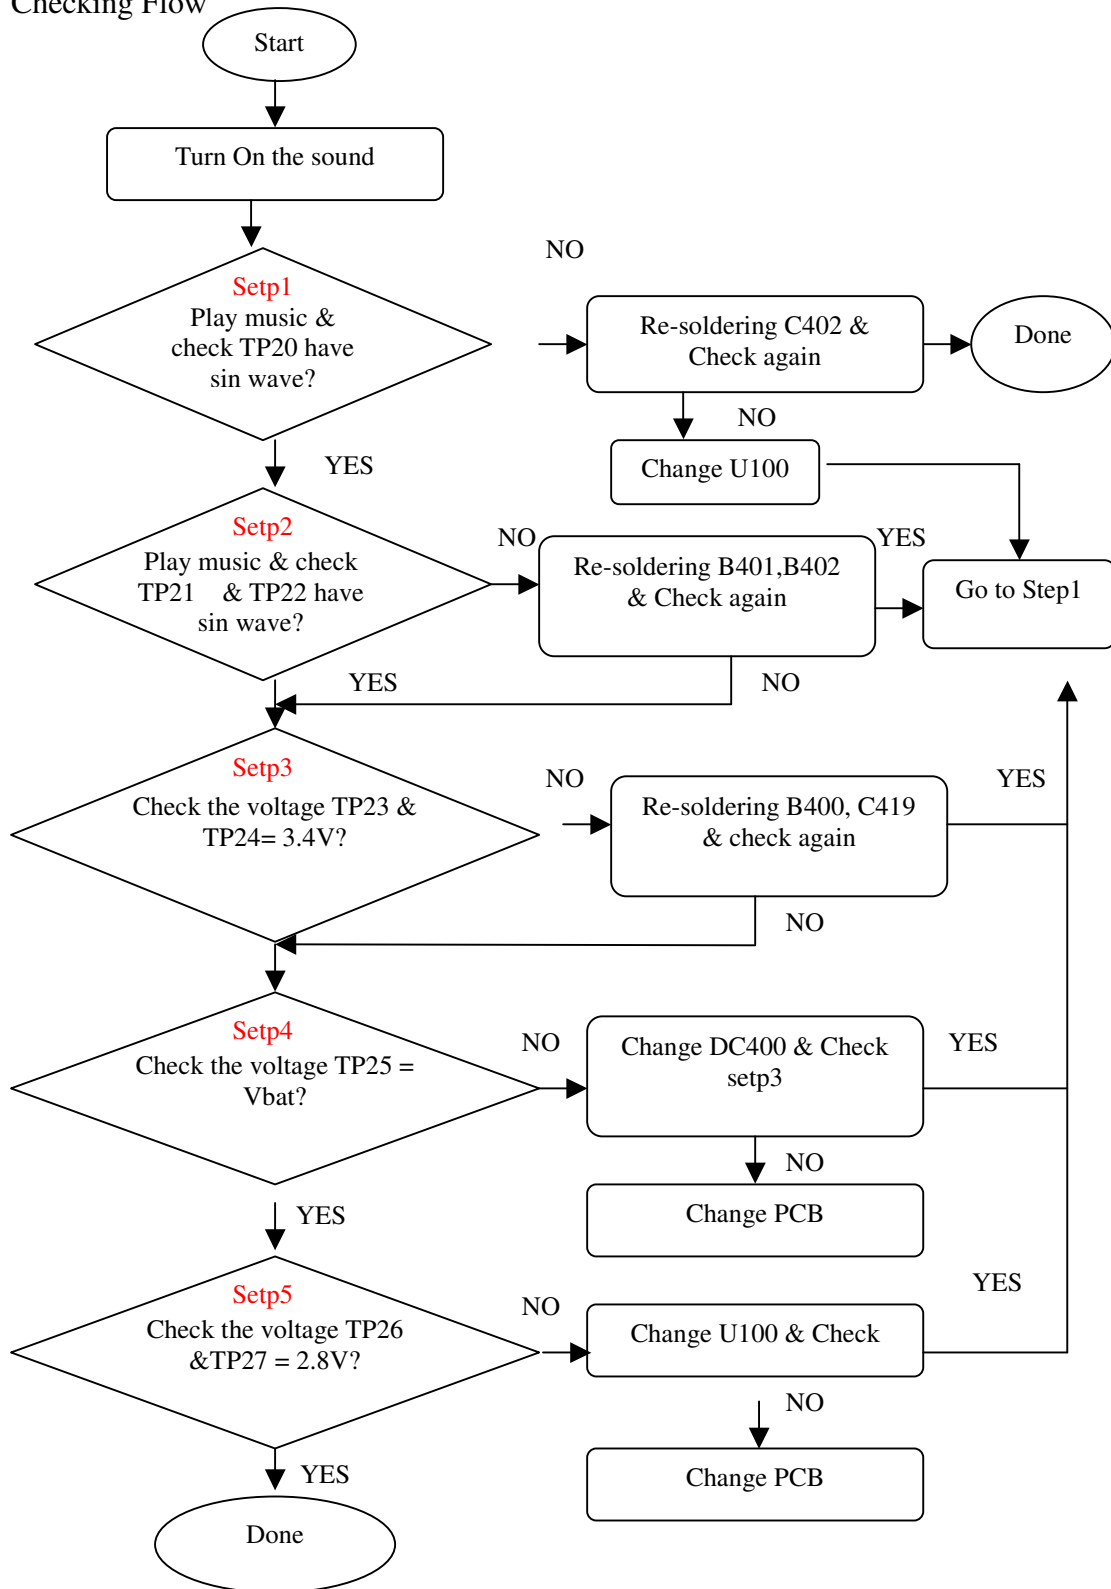 Checking Flow
Start
Turn On the sound
NO
Setp1
Play music &
check TP20 have
sin wave?
Re-soldering C402 &
Check again
Done
NO
YES
Change U100
Setp2
Play music & check
TP21 & TP22 have
sin wave?
NO
Re-soldering B401,B402
& Check again
YES
Go to Step1
YES
NO
Setp3
Check the voltage TP23 &
TP24= 3.4V?
NO
Re-soldering B400, C419
& check again
YES
NO
Setp4
Check the voltage TP25 =
Vbat?
NO
Change DC400 & Check
setp3
YES
NO
Change PCB
YES
Setp5
Check the voltage TP26
&TP27 = 2.8V?
NO
Change U100 & Check
YES
NO
Change PCB
YES
Done